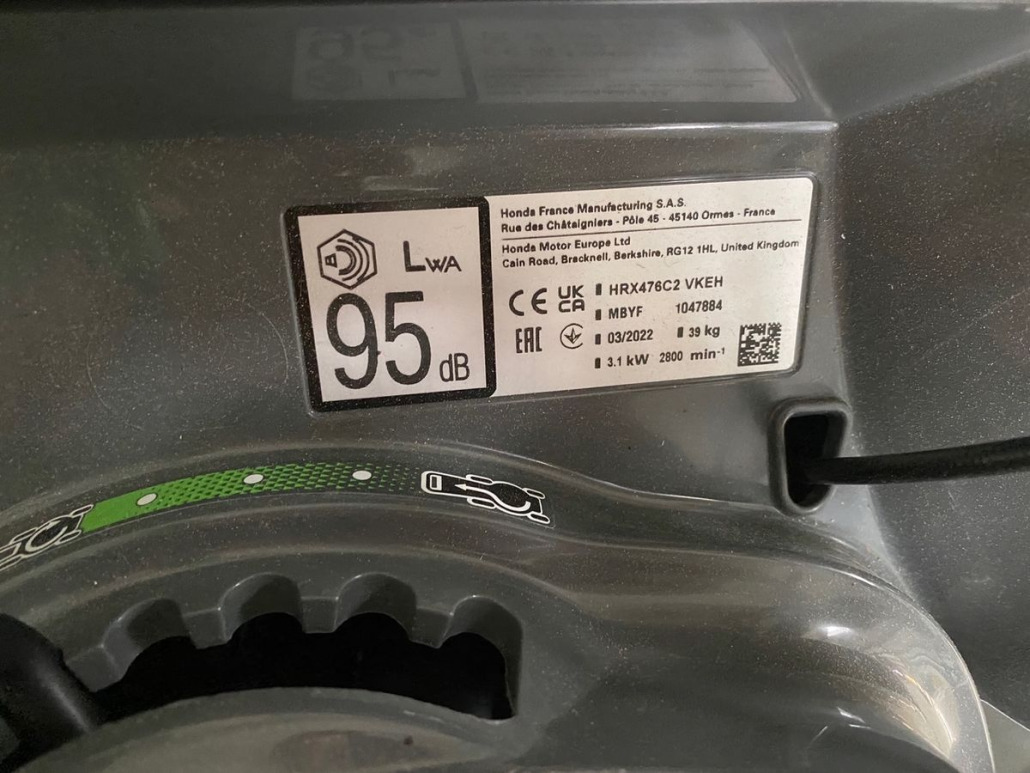 LWA
95 dB
Honda France Manufacturing S.A.S.
Rue des Châtaigniers - Pôle 45 - 45140 Ormes - France
Honda Motor Europe Ltd
Cain Road, Bracknell, Berkshire, RG12 1HL, United Kingdom
CE UK CA HRX476C2 VKEH
MBYF 1047884
EAC 03/2022 39 kg
3.1 kW 2800 min-1